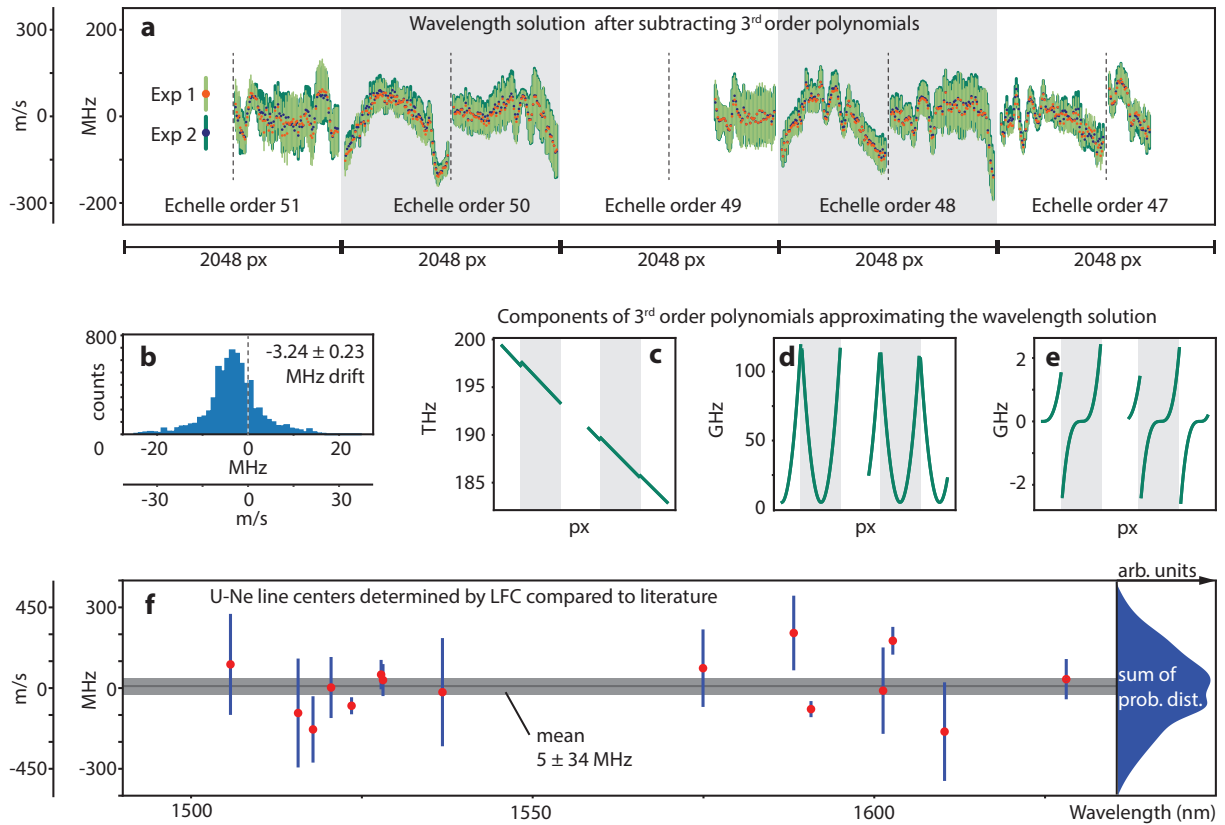 a
Wavelength solution after subtracting 3rd order polynomials
300
0
-300
m/s
200
100
0
-100
-200
MHz
Exp 1
Exp 2
Echelle order 51
Echelle order 50
Echelle order 49
Echelle order 48
Echelle order 47
2048 px
2048 px
2048 px
2048 px
2048 px
Components of 3rd order polynomials approximating the wavelength solution
b
-3.24 ± 0.23
MHz drift
800
0
counts
-20
0
20
MHz
-30
0
30
m/s
c
200
195
190
185
THz
px
d
100
50
0
GHz
px
e
2
0
-2
GHz
px
f
U-Ne line centers determined by LFC compared to literature
450
0
-450
m/s
300
0
-300
MHz
mean
5 ± 34 MHz
arb. units
sum of
prob. dist.
1500
1550
1600
Wavelength (nm)